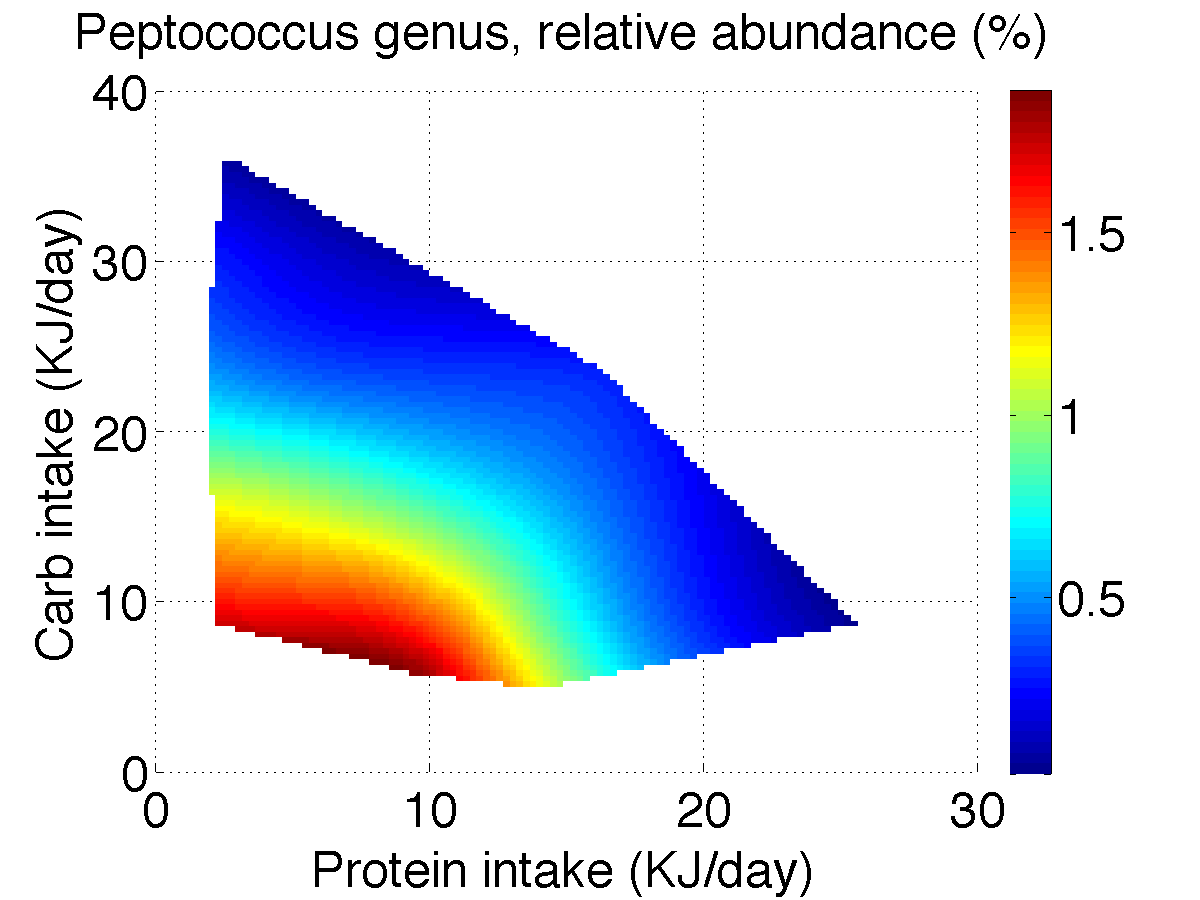 Peptococcus genus, relative abundance (%)
40
30
20
10
0
0 10 20 30
Carb intake (KJ/day)
Protein intake (KJ/day)
1.5
1
0.5